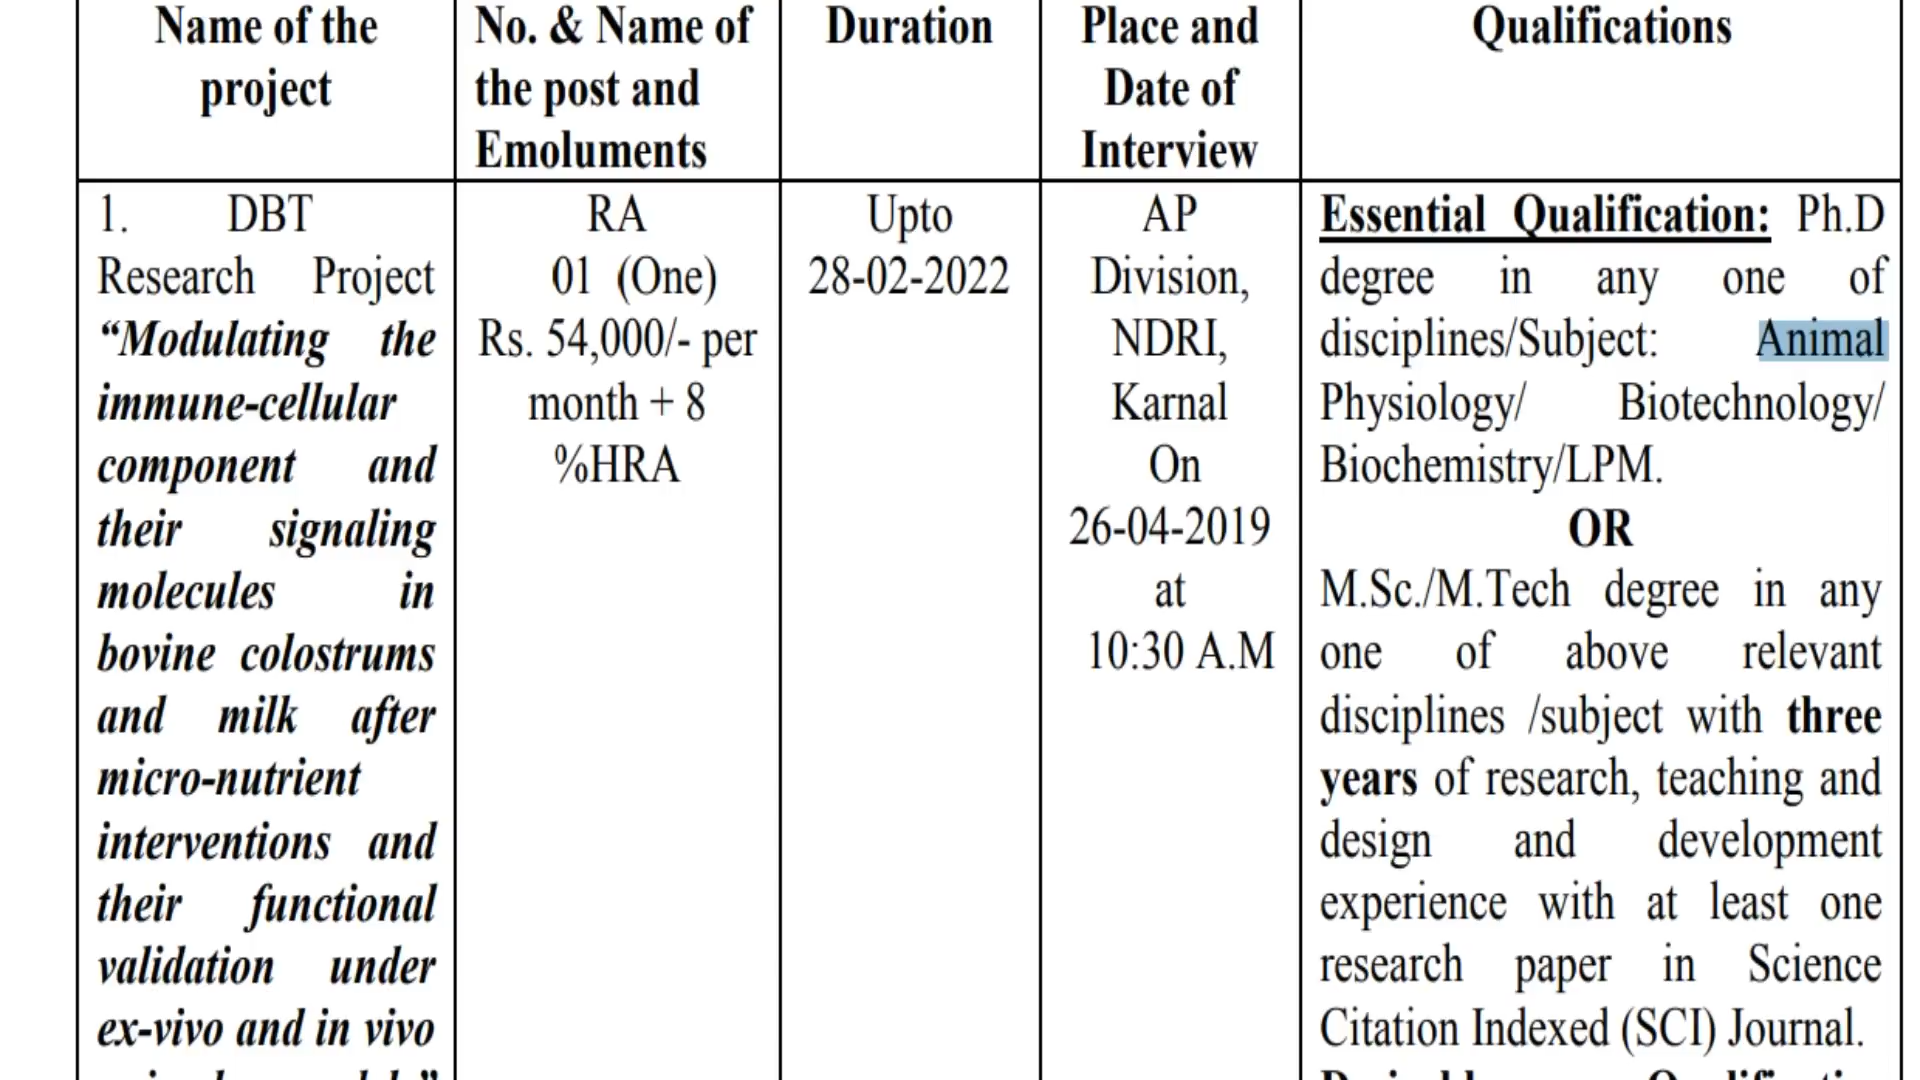 Name of the
project
No. & Name of
the post and
Emoluments
Duration
Place and
Date of
Interview
Qualifications
1. DBT
Research Project
“Modulating the
immune-cellular
component and
their signaling
molecules in
bovine colostrums
and milk after
micro-nutrient
interventions and
their functional
validation under
ex-vivo and in vivo
RA
01 (One)
Rs. 54,000/- per
month + 8
%HRA
Upto
28-02-2022
AP
Division,
NDRI,
Karnal
On
26-04-2019
at
10:30 A.M
Essential Qualification: Ph.D
degree in any one of
disciplines/Subject: Animal
Physiology/ Biotechnology/
Biochemistry/LPM.
OR
M.Sc./M.Tech degree in any
one of above relevant
disciplines /subject with three
years of research, teaching and
design and development
experience with at least one
research paper in Science
Citation Indexed (SCI) Journal.